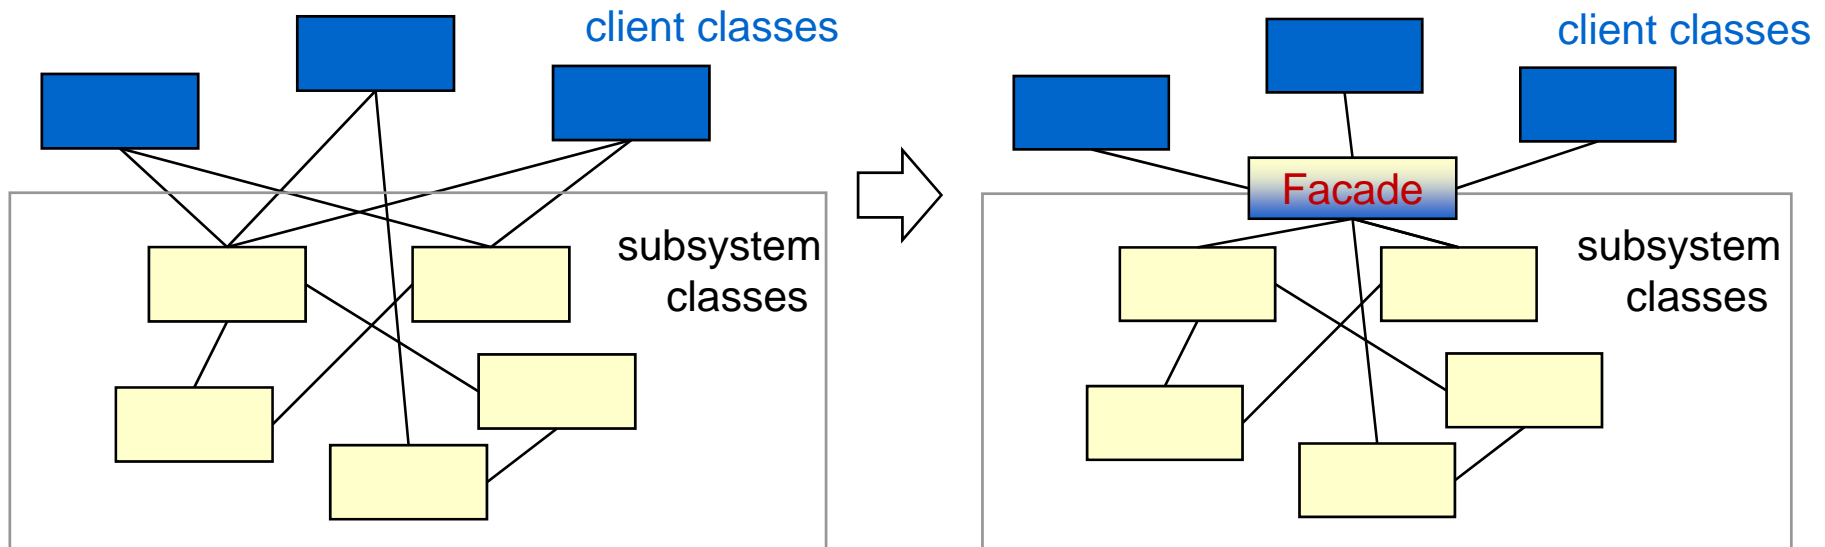 client classes
subsystem
classes
client classes
Facade
subsystem
classes